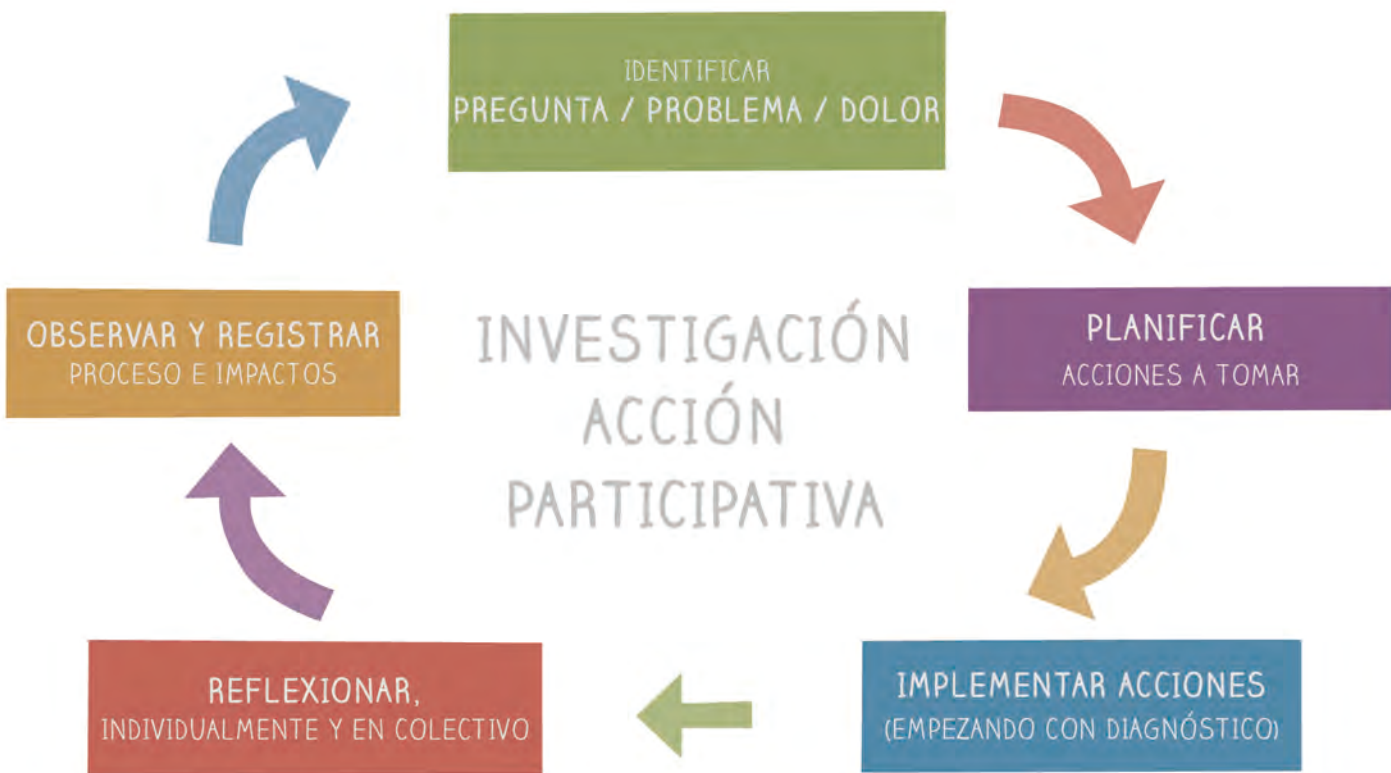 IDENTIFICAR
PREGUNTA / PROBLEMA / DOLOR
PLANIFICAR
ACCIONES A TOMAR
IMPLEMENTAR ACCIONES
(EMPEZANDO CON DIAGNÓSTICO)
REFLEXIONAR,
INDIVIDUALMENTE Y EN COLECTIVO
OBSERVAR Y REGISTRAR
PROCESO E IMPACTOS
INVESTIGACIÓN
ACCIÓN
PARTICIPATIVA